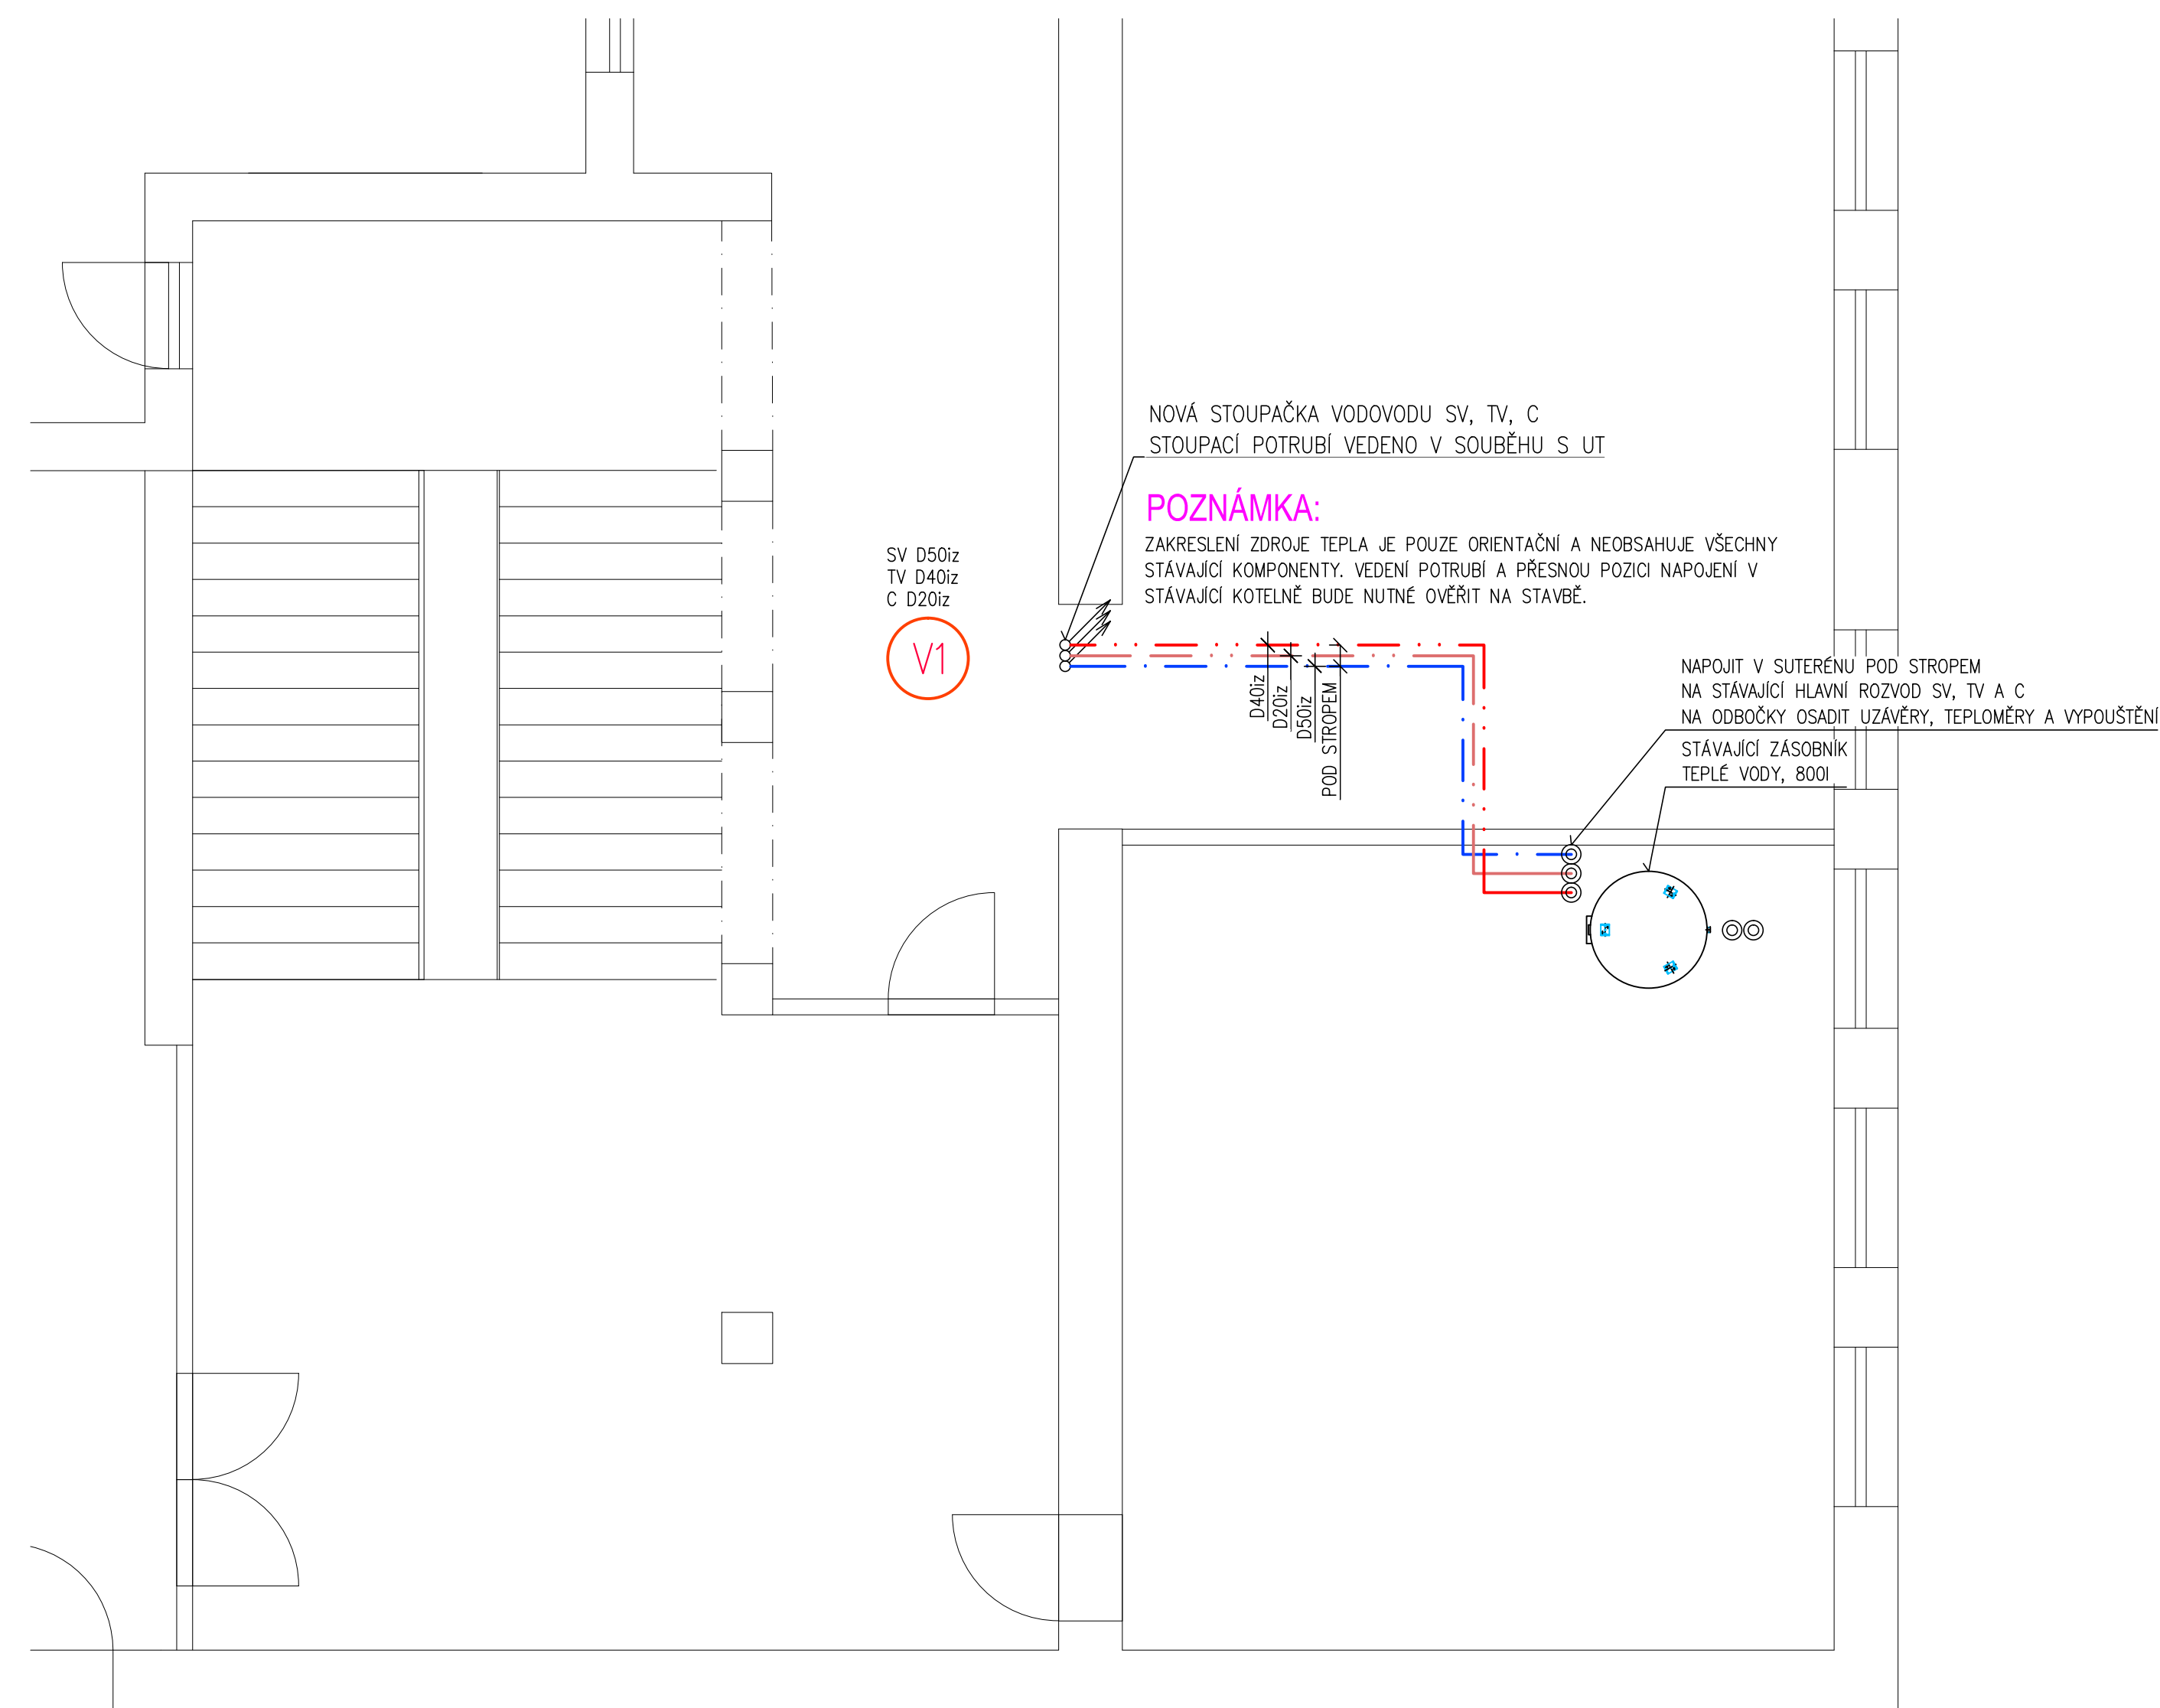 NOVÁ STOUPAČKA VODOVODU SV, TV, C
STOUPACÍ POTRUBÍ VEDENO V SOUBĚHU S UT
POZNÁMKA:
ZAKRESLENÍ ZDROJE TEPLA JE POUZE ORIENTAČNÍ A NEOBSAHUJE VŠECHNY
STÁVAJÍCÍ KOMPONENTY. VEDENÍ POTRUBÍ A PŘESNOU POZICI NAPOJENÍ V
STÁVAJÍCÍ KOTELNĚ BUDE NUTNÉ OVĚŘIT NA STAVBĚ.
SV D50iz
TV D40iz
C D20iz
V1
D40iz
D20iz
D50iz
POD STROPEM
NAPOJIT V SUTERÉNU POD STROPEM
NA STÁVAJÍCÍ HLAVNÍ ROZVOD SV, TV A C
NA ODBOČKY OSADIT UZÁVĚRY, TEPLOMĚRY A VYPOUŠTĚNÍ
STÁVAJÍCÍ ZÁSOBNÍK
TEPLÉ VODY, 800l